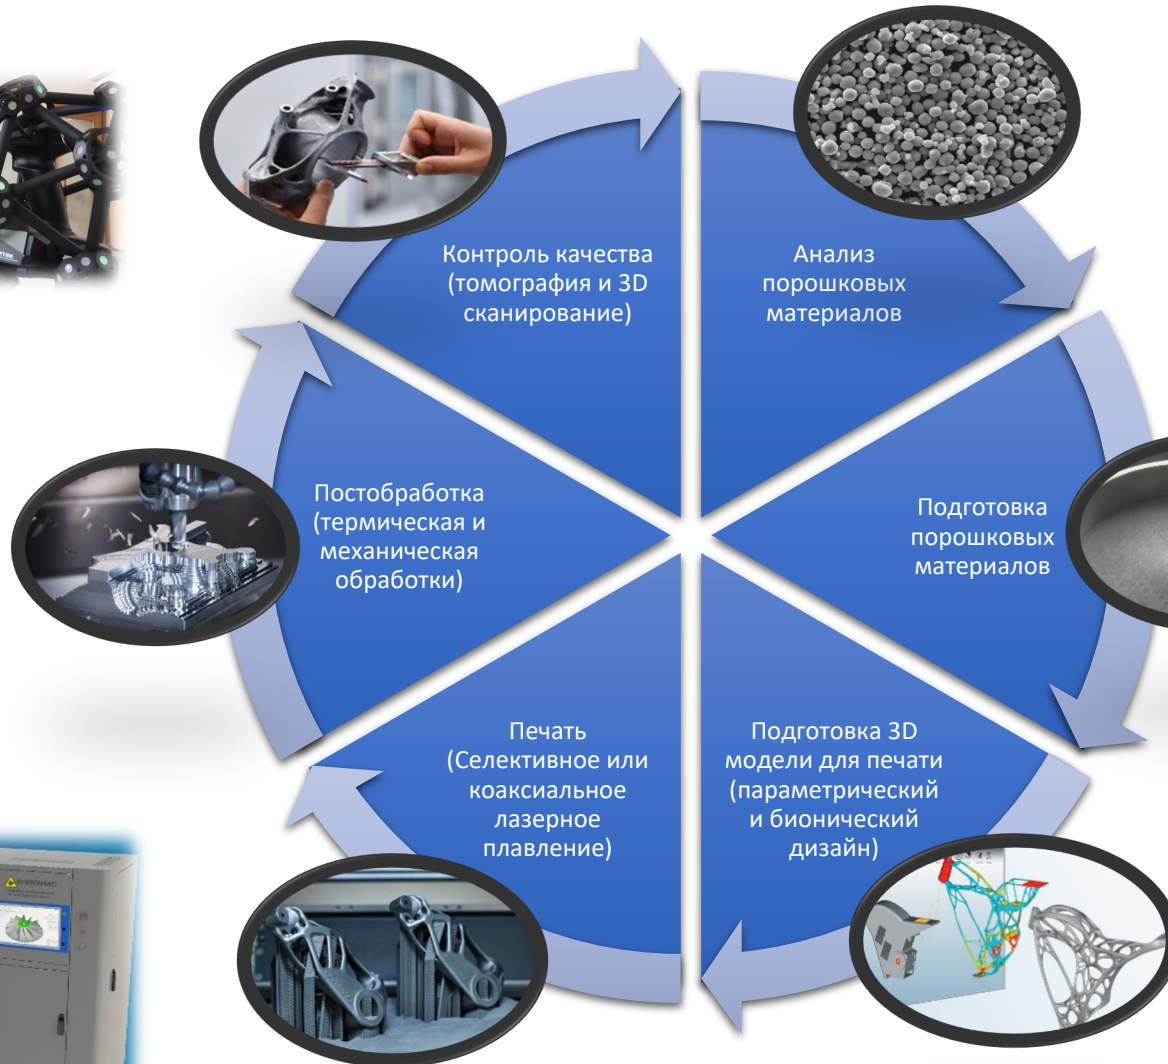 Контроль качества
(томография и 3D
сканирование)
Анализ
порошковых
материалов
Постобработка
(термическая и
механическая
обработки)
Подготовка
порошковых
материалов
Печать
(Селективное или
коаксиальное
лазерное
плавление)
Подготовка 3D
модели для печати
(параметрический
и бионический
дизайн)
ВНИМАНИЕ